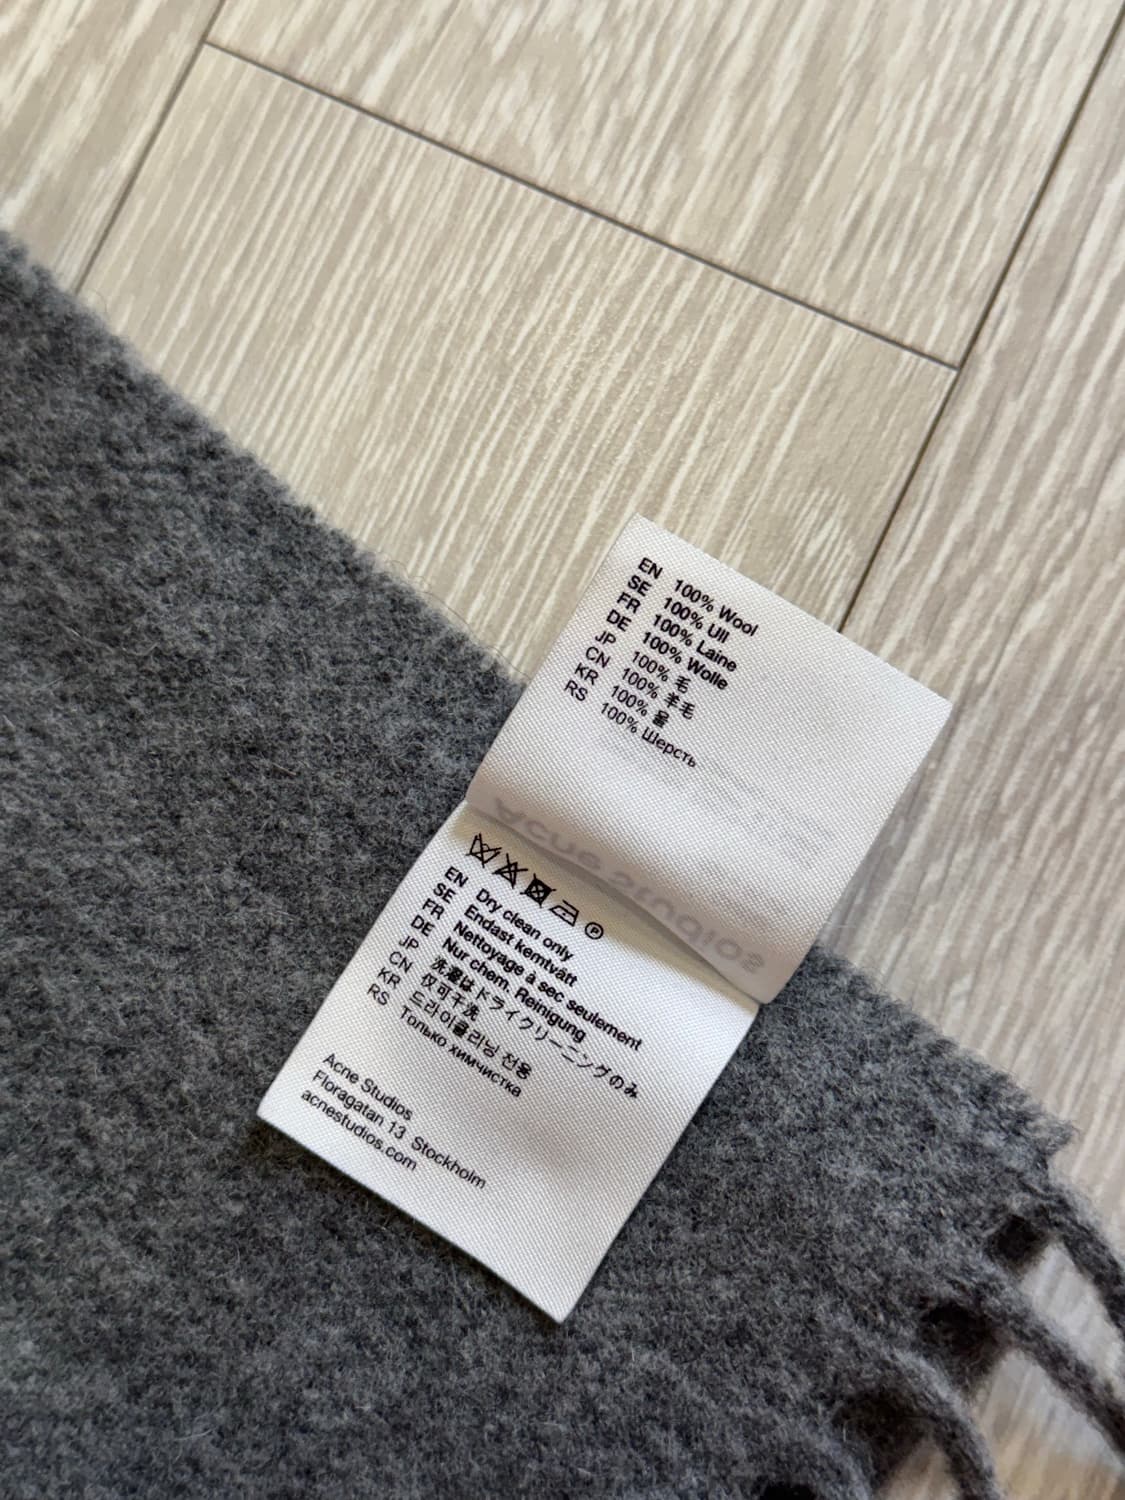 EN 100% Wool
SE 100% Ull
FR 100% Laine
DE 100% Wolle
JP 100% 毛
CN 100% 羊毛
KR 100% 울
RS 100% Шерсть
Acne Studios
P
EN Dry clean only
SE Endast kemtvätt
FR Nettoyage à sec seulement
DE Nur chem. Reinigung
JP 洗濯はドライクリーニングのみ
CN 仅可干洗
KR 드라이클리닝 전용
RS Только химчистка
Acne Studios
Floragatan 13 Stockholm
acnestudios.com